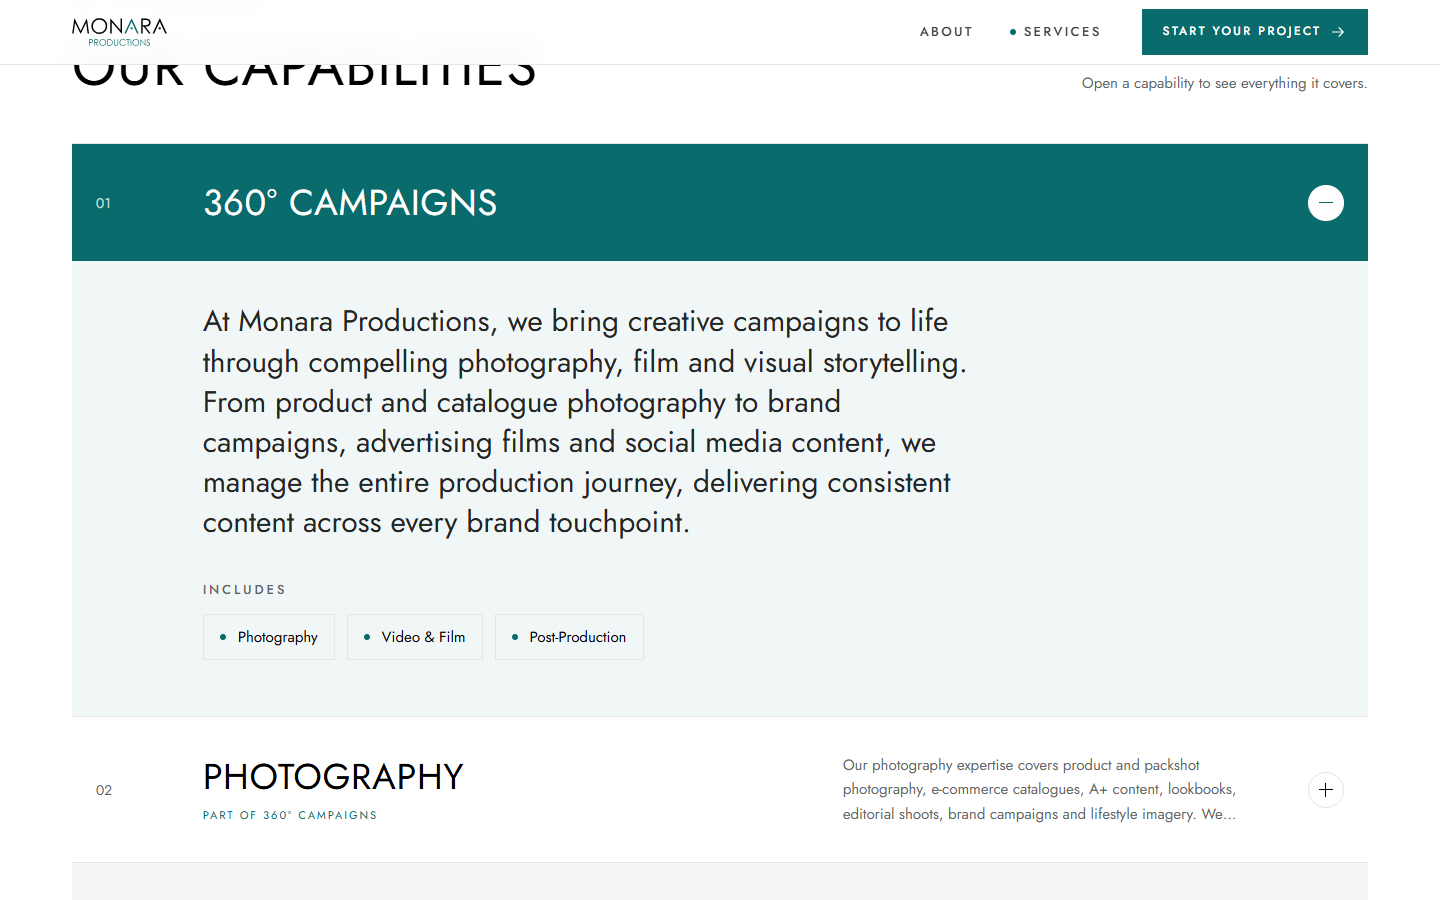 MONARA
PRODUCTIONS
ABOUT
SERVICES
START YOUR PROJECT
OUR CAPABILITIES
Open a capability to see everything it covers.
01
360° CAMPAIGNS
At Monara Productions, we bring creative campaigns to life
through compelling photography, film and visual storytelling.
From product and catalogue photography to brand
campaigns, advertising films and social media content, we
manage the entire production journey, delivering consistent
content across every brand touchpoint.
INCLUDES
Photography
Video & Film
Post-Production
02
PHOTOGRAPHY
PART OF 360° CAMPAIGNS
Our photography expertise covers product and packshot
photography, e-commerce catalogues, A+ content, lookbooks,
editorial shoots, brand campaigns and lifestyle imagery. We...